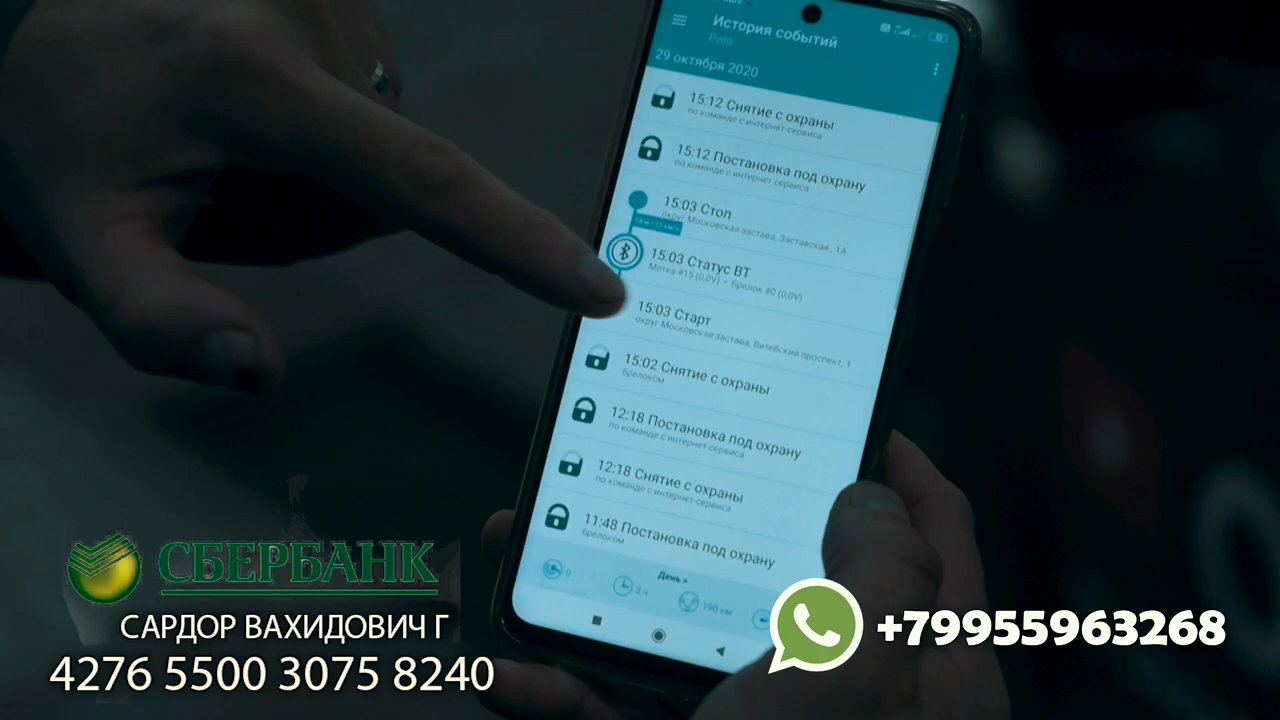 История событий
Polo
29 октября 2020
15:12 Снятие с охраны
по команде с интернет-сервиса
15:12 Постановка под охрану
по команде с интернет сервиса
15:03 Стоп
округ Московская застава, Заставская , 1А
15:03 Статус BT
Метка #15 (0,0V) • Брелок #0 (0,0V)
15:03 Старт
округ Московская застава, Витебский проспект, 1
15:02 Снятие с охраны
брелоком
12:18 Постановка под охрану
по команде с интернет сервиса
12:18 Снятие с охраны
по команде с интернет-сервиса
11:48 Постановка под охрану
брелоком
День >
0
3 ч
190 км
СБЕРБАНК
САРДОР ВАХИДОВИЧ Г
4276 5500 3075 8240
+79955963268